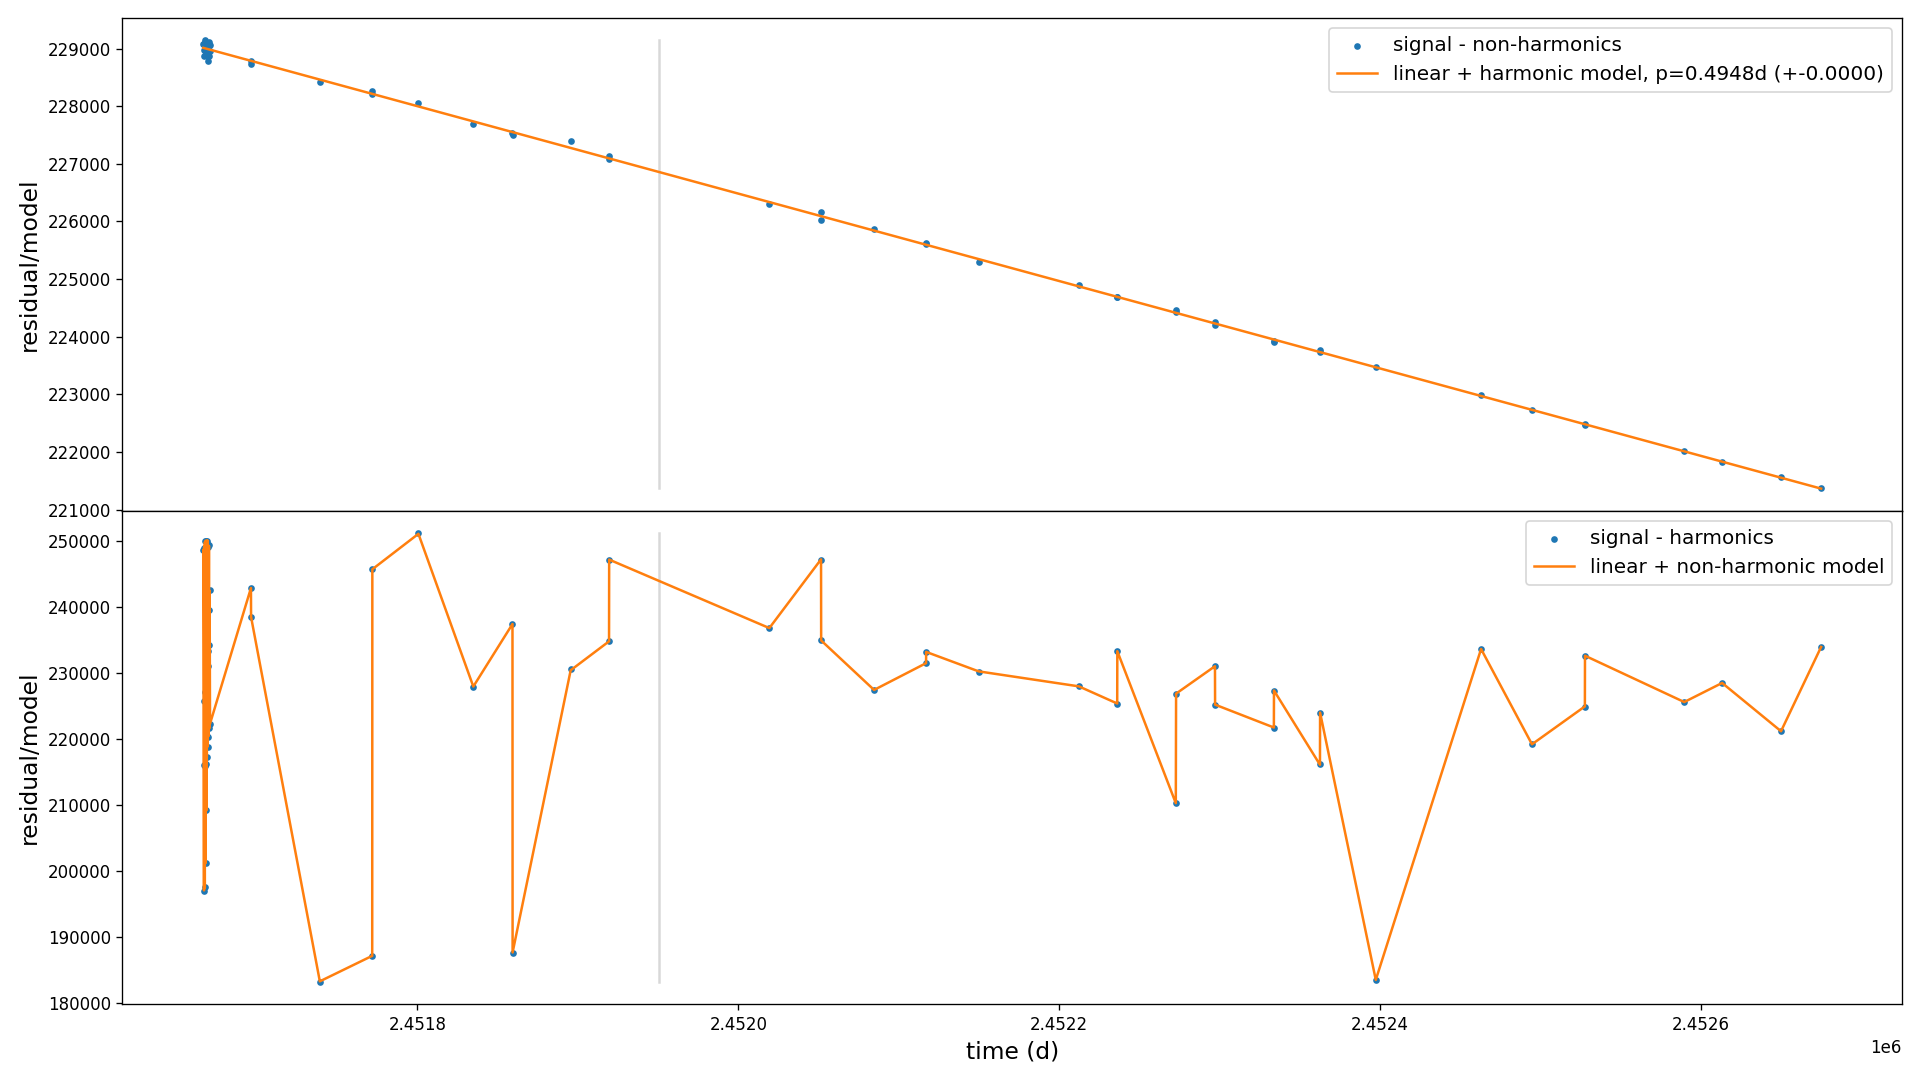 signal - non-harmonics
linear + harmonic model, p=0.4948d (+-0.0000)
229000
228000
227000
226000
225000
224000
223000
222000
221000
residual/model
signal - harmonics
linear + non-harmonic model
250000
240000
230000
220000
210000
200000
190000
180000
residual/model
2.4518 2.4520 2.4522 2.4524 2.4526
time (d)
1e6